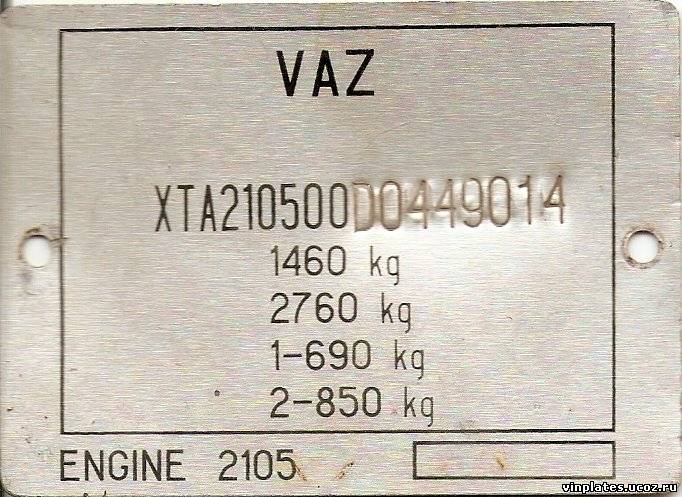 VAZ
XTA210500D0449014
1460 kg
2760 kg
1-690 kg
2-850 kg
ENGINE 2105
vinplates.ucoz.ru